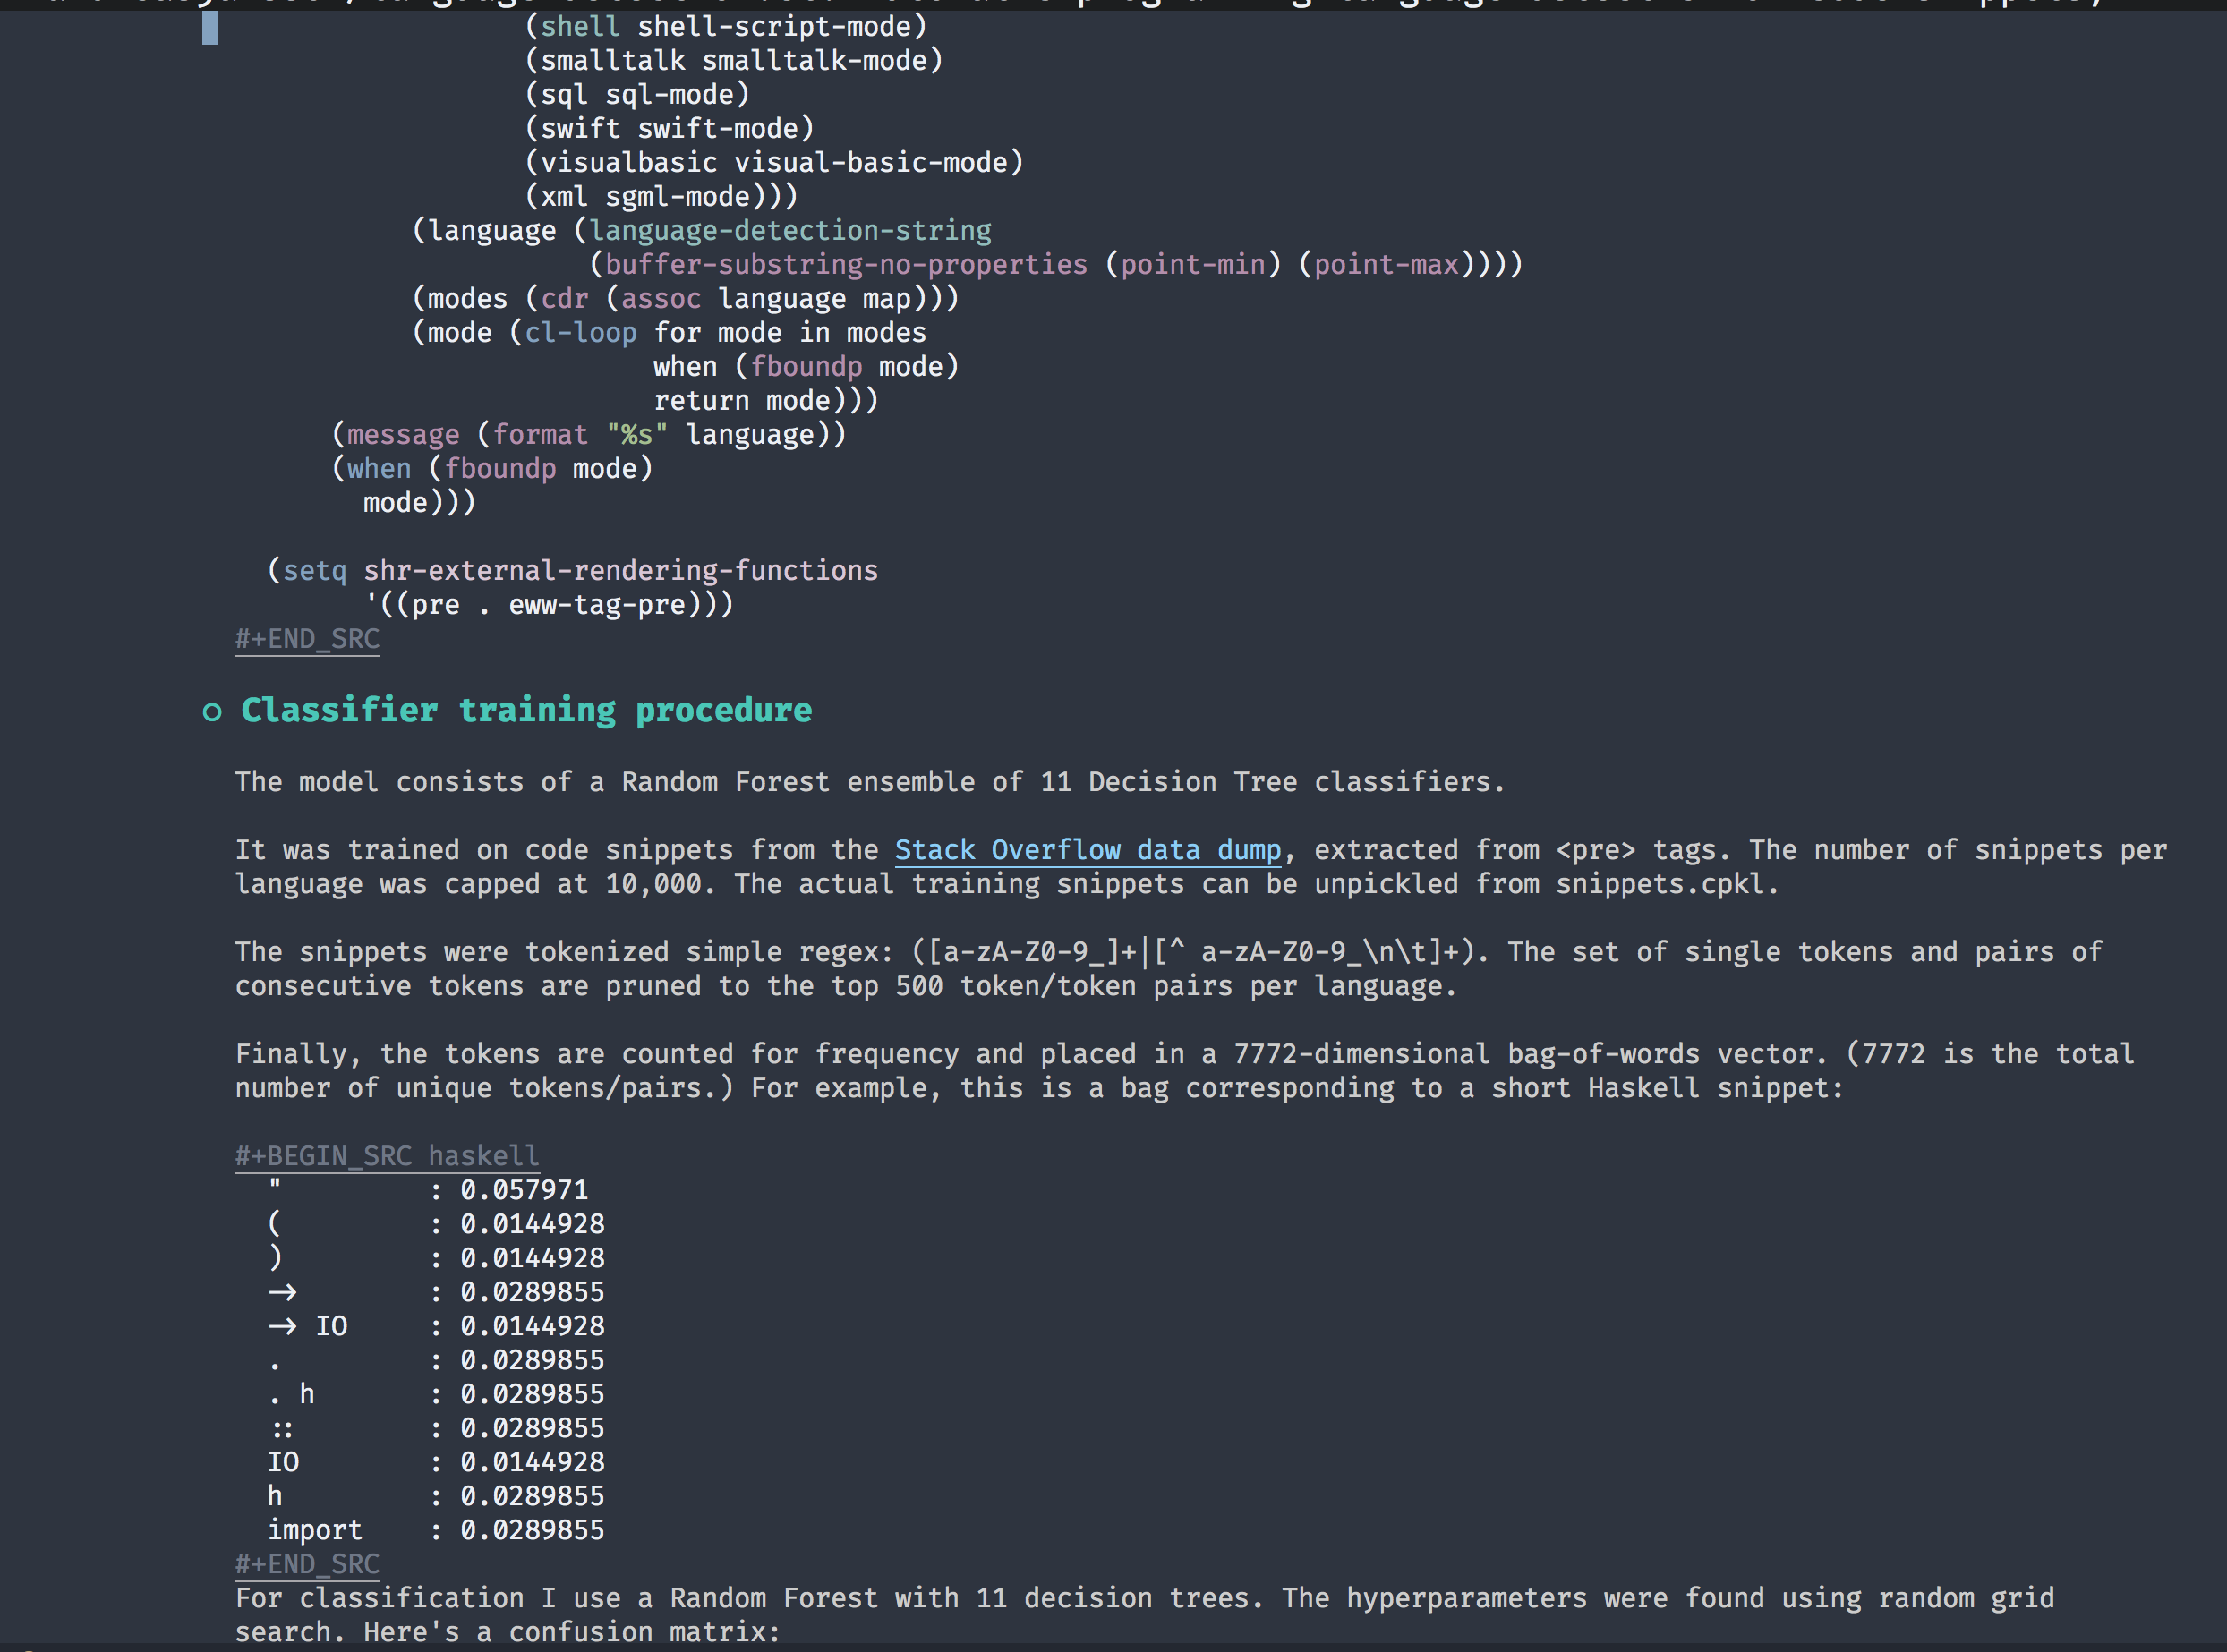 (shell shell-script-mode)
(smalltalk smalltalk-mode)
(sql sql-mode)
(swift swift-mode)
(visualbasic visual-basic-mode)
(xml sgml-mode)))
(language (language-detection-string
(buffer-substring-no-properties (point-min) (point-max))))
(modes (cdr (assoc language map)))
(mode (cl-loop for mode in modes
when (fboundp mode)
return mode)))
(message (format "%s" language))
(when (fboundp mode)
mode)))
(setq shr-external-rendering-functions
'((pre . eww-tag-pre)))
#+END_SRC
○ Classifier training procedure
The model consists of a Random Forest ensemble of 11 Decision Tree classifiers.
It was trained on code snippets from the Stack Overflow data dump, extracted from <pre> tags. The number of snippets per
language was capped at 10,000. The actual training snippets can be unpickled from snippets.cpkl.
The snippets were tokenized simple regex: ([a-zA-Z0-9_]+|[^ a-zA-Z0-9_\n\t]+). The set of single tokens and pairs of
consecutive tokens are pruned to the top 500 token/token pairs per language.
Finally, the tokens are counted for frequency and placed in a 7772-dimensional bag-of-words vector. (7772 is the total
number of unique tokens/pairs.) For example, this is a bag corresponding to a short Haskell snippet:
#+BEGIN_SRC haskell
" : 0.057971
( : 0.0144928
) : 0.0144928
→ : 0.0289855
→ IO : 0.0144928
. : 0.0289855
. h : 0.0289855
:: : 0.0289855
IO : 0.0144928
h : 0.0289855
import : 0.0289855
#+END_SRC
For classification I use a Random Forest with 11 decision trees. The hyperparameters were found using random grid
search. Here's a confusion matrix: